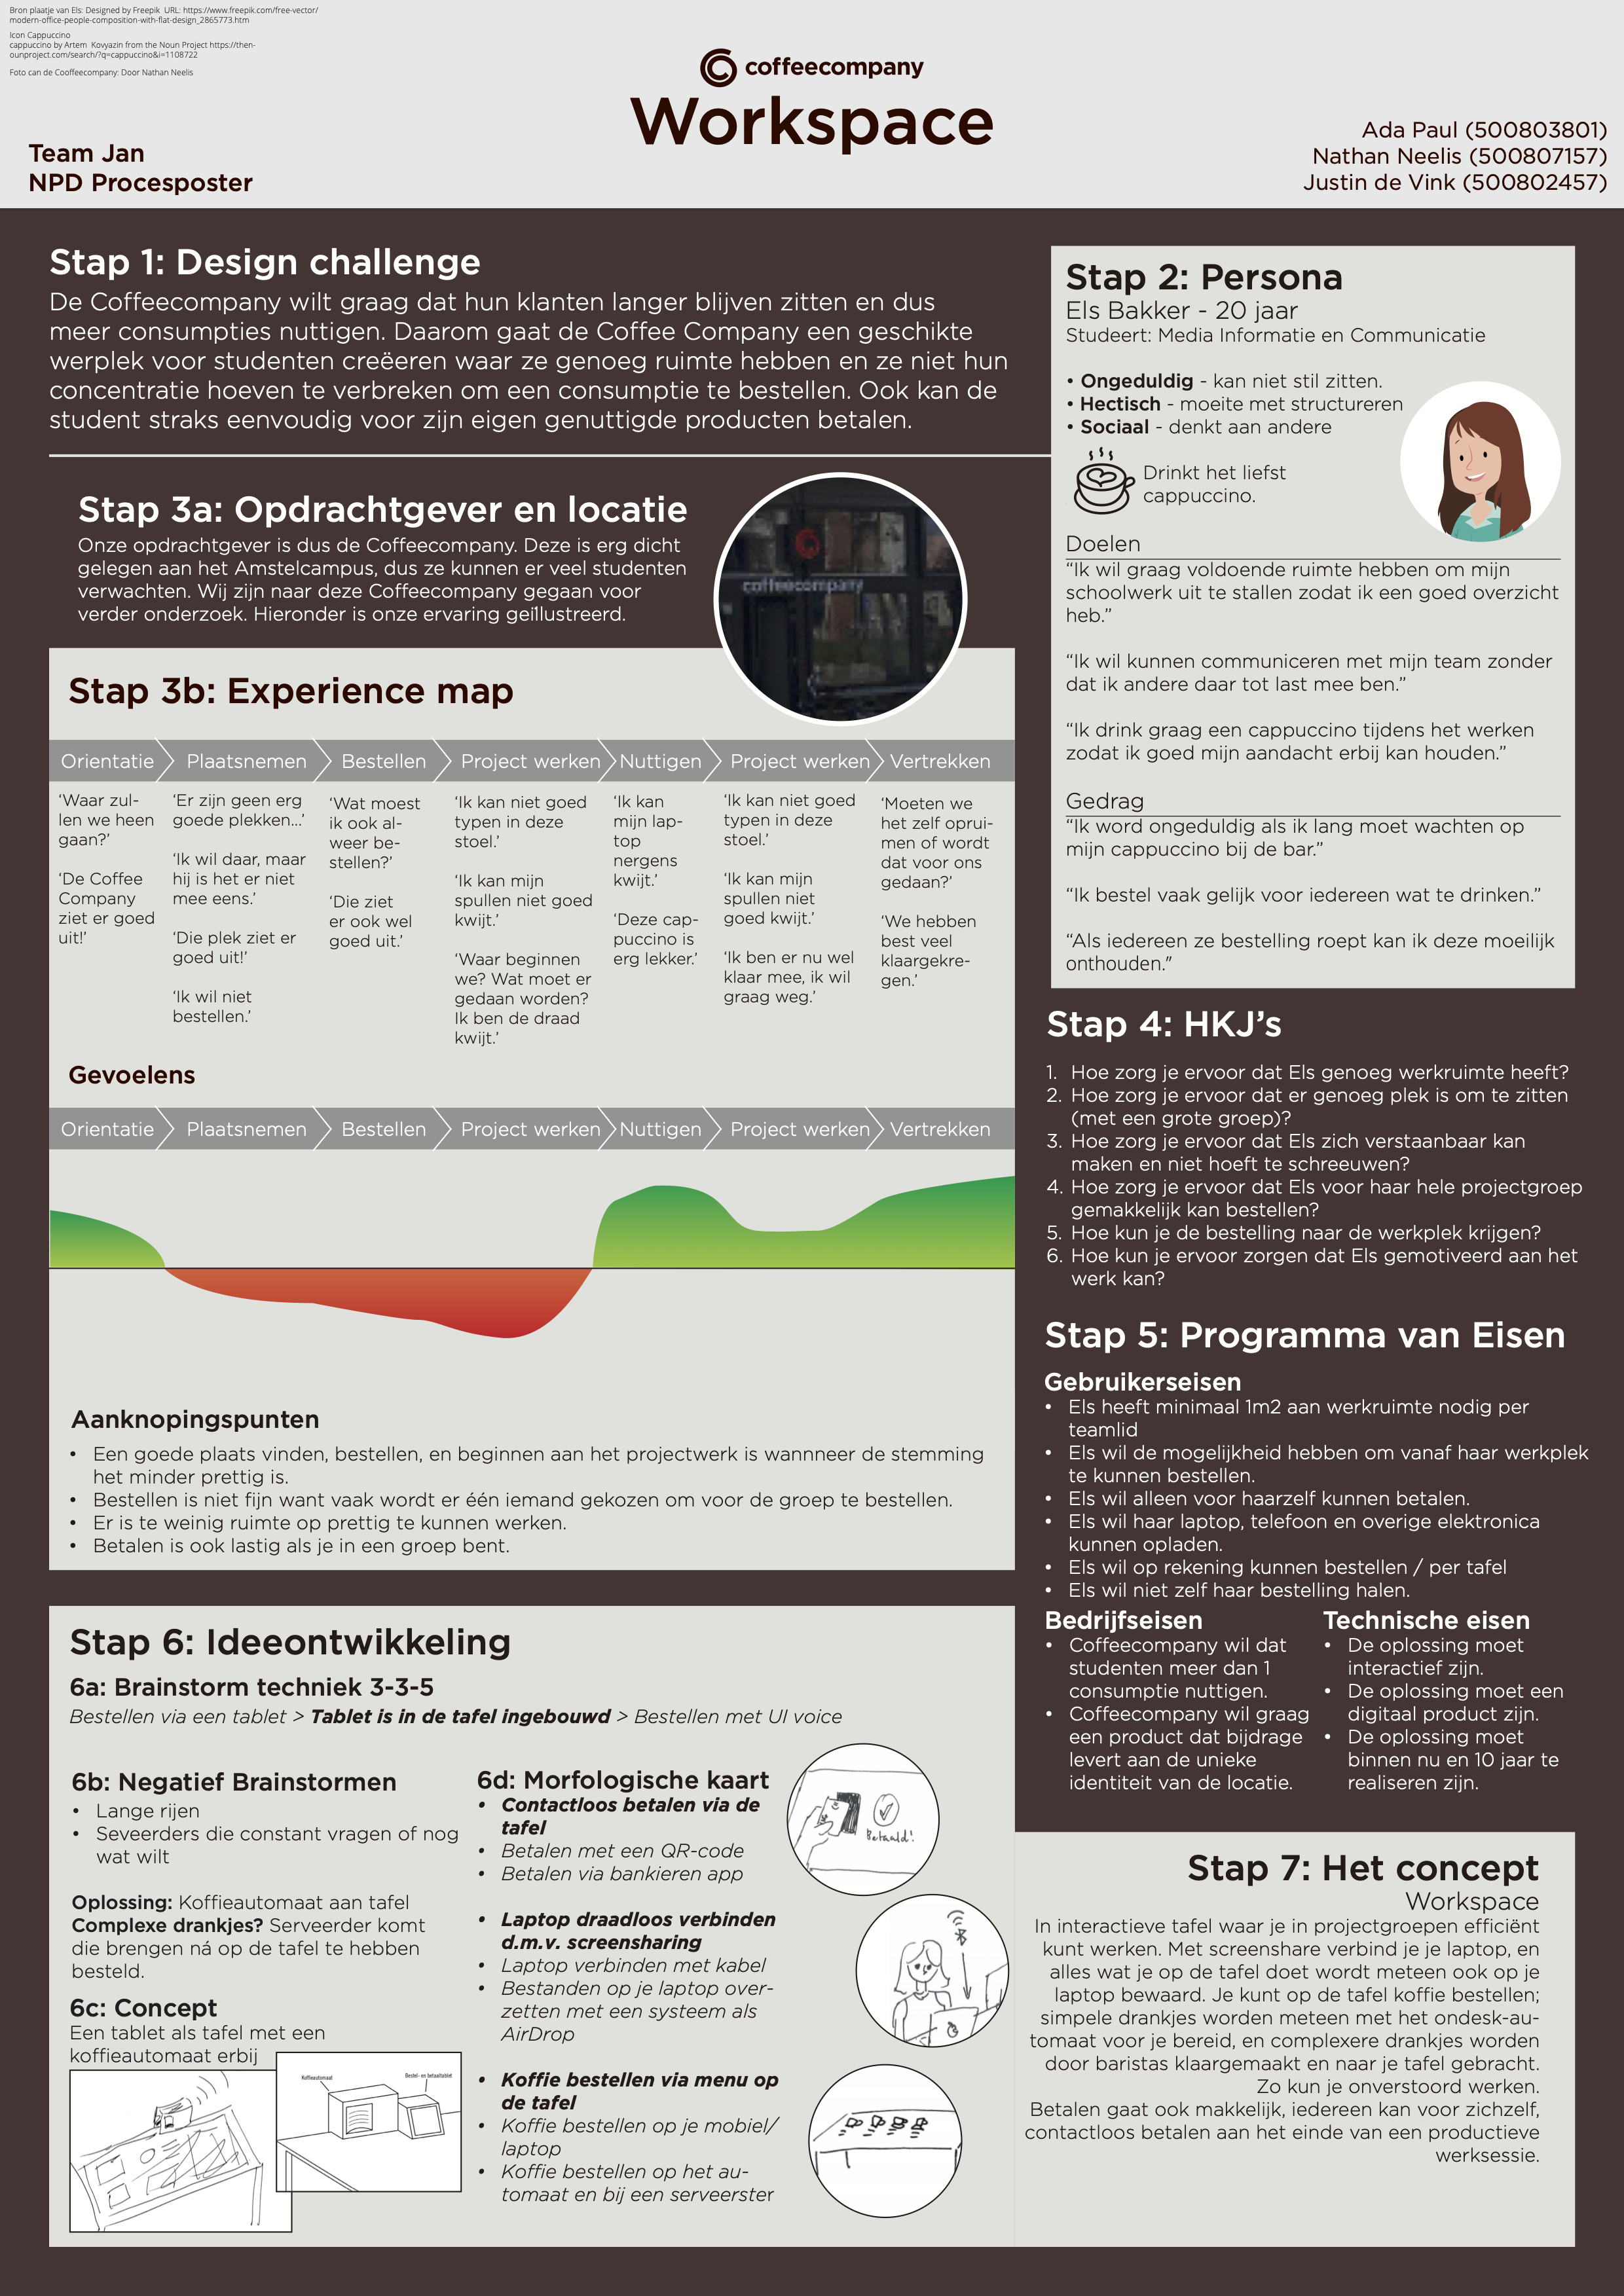 Bron plaatje van Els: Designed by Freepik  URL: https://www.freepik.com/free-vector/
modern-office-people-composition-with-flat-design_2865773.htm
Icon Cappuccino
cappuccino by Artem  Kovyazin from the Noun Project https://then-
ounproject.com/search/?q=cappuccino&i=1108722
Foto can de Cooffeecompany: Door Nathan Neelis
coffeecompany
Workspace
Team Jan
NPD Procesposter
Ada Paul (500803801)
Nathan Neelis (500807157)
Justin de Vink (500802457)
Stap 1: Design challenge
De Coffeecompany wilt graag dat hun klanten langer blijven zitten en dus
meer consumpties nuttigen. Daarom gaat de Coffee Company een geschikte
werplek voor studenten creëeren waar ze genoeg ruimte hebben en ze niet hun
concentratie hoeven te verbreken om een consumptie te bestellen. Ook kan de
student straks eenvoudig voor zijn eigen genuttigde producten betalen.
Stap 2: Persona
Els Bakker - 20 jaar
Studeert: Media Informatie en Communicatie
• Ongeduldig - kan niet stil zitten.
• Hectisch - moeite met structureren
• Sociaal - denkt aan andere
Drinkt het liefst
cappuccino.
Doelen
“Ik wil graag voldoende ruimte hebben om mijn
schoolwerk uit te stallen zodat ik een goed overzicht
heb.”
“Ik wil kunnen communiceren met mijn team zonder
dat ik andere daar tot last mee ben.”
“Ik drink graag een cappuccino tijdens het werken
zodat ik goed mijn aandacht erbij kan houden.”
Gedrag
“Ik word ongeduldig als ik lang moet wachten op
mijn cappuccino bij de bar.”
“Ik bestel vaak gelijk voor iedereen wat te drinken.”
“Als iedereen ze bestelling roept kan ik deze moeilijk
onthouden.”
Stap 3a: Opdrachtgever en locatie
Onze opdrachtgever is dus de Coffeecompany. Deze is erg dicht
gelegen aan het Amstelcampus, dus ze kunnen er veel studenten
verwachten. Wij zijn naar deze Coffeecompany gegaan voor
verder onderzoek. Hieronder is onze ervaring geïllustreerd.
coffeecompany
Stap 3b: Experience map
Orientatie
Plaatsnemen
Bestellen
Project werken
Nuttigen
Project werken
Vertrekken
‘Waar zul-
len we heen
gaan?’
‘De Coffee
Company
ziet er goed
uit!’
‘Er zijn geen erg
goede plekken...’
‘Ik wil daar, maar
hij is het er niet
mee eens.’
‘Die plek ziet er
goed uit!’
‘Ik wil niet
bestellen.’
‘Wat moest
ik ook al-
weer be-
stellen?’
‘Die ziet
er ook wel
goed uit.’
‘Ik kan niet goed
typen in deze
stoel.’
‘Ik kan mijn
spullen niet goed
kwijt.’
‘Waar beginnen
we? Wat moet er
gedaan worden?
Ik ben de draad
kwijt.’
‘Ik kan
mijn lap-
top
nergens
kwijt.’
‘Deze cap-
puccino is
erg lekker.’
‘Ik kan niet goed
typen in deze
stoel.’
‘Ik kan mijn
spullen niet
goed kwijt.’
‘Ik ben er nu wel
klaar mee, ik wil
graag weg.’
‘Moeten we
het zelf oprui-
men of wordt
dat voor ons
gedaan?’
‘We hebben
best veel
klaargekre-
gen.’
Gevoelens
Orientatie
Plaatsnemen
Bestellen
Project werken
Nuttigen
Project werken
Vertrekken
Aanknopingspunten
• Een goede plaats vinden, bestellen, en beginnen aan het projectwerk is wannneer de stemming
het minder prettig is.
• Bestellen is niet fijn want vaak wordt er één iemand gekozen om voor de groep te bestellen.
• Er is te weinig ruimte op prettig te kunnen werken.
• Betalen is ook lastig als je in een groep bent.
Stap 4: HKJ’s
1. Hoe zorg je ervoor dat Els genoeg werkruimte heeft?
2. Hoe zorg je ervoor dat er genoeg plek is om te zitten
(met een grote groep)?
3. Hoe zorg je ervoor dat Els zich verstaanbaar kan
maken en niet hoeft te schreeuwen?
4. Hoe zorg je ervoor dat Els voor haar hele projectgroep
gemakkelijk kan bestellen?
5. Hoe kun je de bestelling naar de werkplek krijgen?
6. Hoe kun je ervoor zorgen dat Els gemotiveerd aan het
werk kan?
Stap 5: Programma van Eisen
Gebruikerseisen
• Els heeft minimaal 1m2 aan werkruimte nodig per
teamlid
• Els wil de mogelijkheid hebben om vanaf haar werkplek
te kunnen bestellen.
• Els wil alleen voor haarzelf kunnen betalen.
• Els wil haar laptop, telefoon en overige elektronica
kunnen opladen.
• Els wil op rekening kunnen bestellen / per tafel
• Els wil niet zelf haar bestelling halen.
Bedrijfseisen
• Coffeecompany wil dat
studenten meer dan 1
consumptie nuttigen.
• Coffeecompany wil graag
een product dat bijdrage
levert aan de unieke
identiteit van de locatie.
Technische eisen
• De oplossing moet
interactief zijn.
• De oplossing moet een
digitaal product zijn.
• De oplossing moet
binnen nu en 10 jaar te
realiseren zijn.
Stap 6: Ideeontwikkeling
6a: Brainstorm techniek 3-3-5
Bestellen via een tablet > Tablet is in de tafel ingebouwd > Bestellen met UI voice
6b: Negatief Brainstormen
• Lange rijen
• Seveerders die constant vragen of nog
wat wilt
Oplossing: Koffieautomaat aan tafel
Complexe drankjes? Serveerder komt
die brengen ná op de tafel te hebben
besteld.
6c: Concept
Een tablet als tafel met een
koffieautomaat erbij
Koffieautomaat
Bestel- en betaaltablet
6d: Morfologische kaart
• Contactloos betalen via de
tafel
• Betalen met een QR-code
• Betalen via bankieren app
• Laptop draadloos verbinden
d.m.v. screensharing
• Laptop verbinden met kabel
• Bestanden op je laptop over-
zetten met een systeem als
AirDrop
• Koffie bestellen via menu op
de tafel
• Koffie bestellen op je mobiel/
laptop
• Koffie bestellen op het au-
tomaat en bij een serveerster
Betaald!
Stap 7: Het concept
Workspace
In interactieve tafel waar je in projectgroepen efficiënt
kunt werken. Met screenshare verbind je je laptop, en
alles wat je op de tafel doet wordt meteen ook op je
laptop bewaard. Je kunt op de tafel koffie bestellen;
simpele drankjes worden meteen met het ondesk-au-
tomaat voor je bereid, en complexere drankjes worden
door baristas klaargemaakt en naar je tafel gebracht.
Zo kun je onverstoord werken.
Betalen gaat ook makkelijk, iedereen kan voor zichzelf,
contactloos betalen aan het einde van een productieve
werksessie.